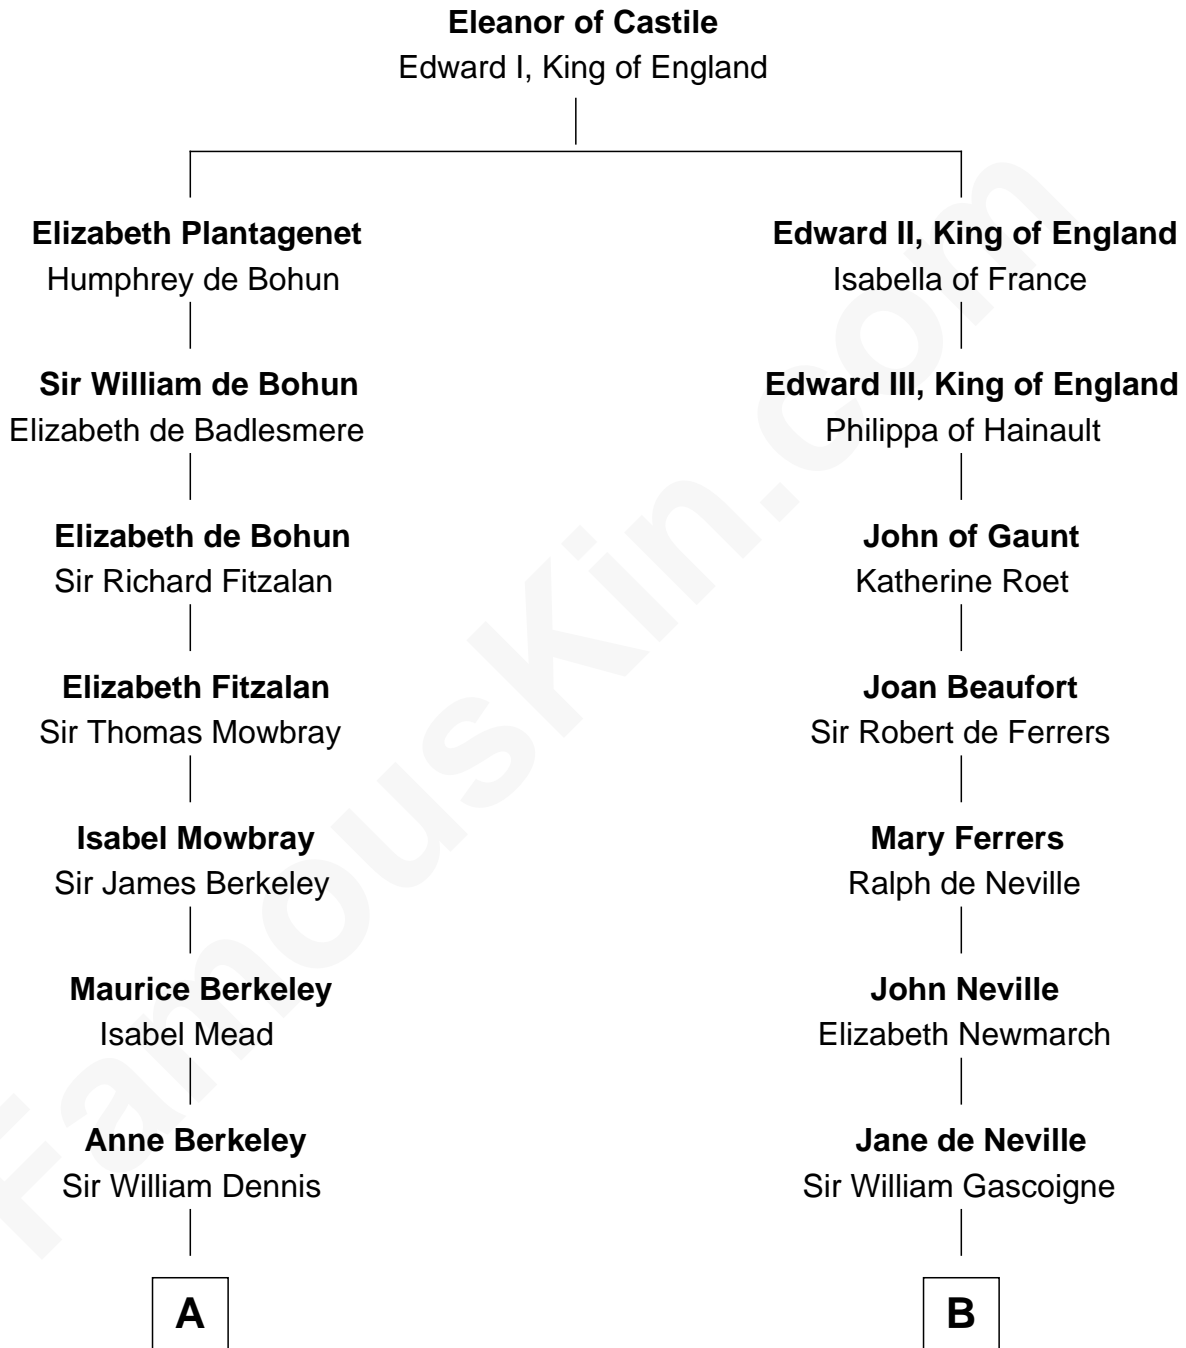 Eleanor of Castile
Edward I, King of England
Elizabeth Plantagenet
Humphrey de Bohun
Edward II, King of England
Isabella of France
Sir William de Bohun
Elizabeth de Badlesmere
Edward III, King of England
Philippa of Hainault
Elizabeth de Bohun
Sir Richard Fitzalan
John of Gaunt
Katherine Roet
Elizabeth Fitzalan
Sir Thomas Mowbray
Joan Beaufort
Sir Robert de Ferrers
Isabel Mowbray
Sir James Berkeley
Mary Ferrers
Ralph de Neville
Maurice Berkeley
Isabel Mead
John Neville
Elizabeth Newmarch
Anne Berkeley
Sir William Dennis
Jane de Neville
Sir William Gascoigne
A
B
FamousKin.com